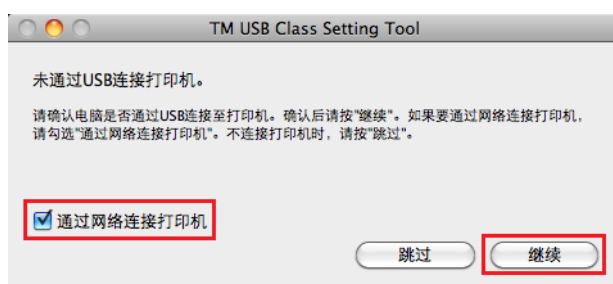 TM USB Class Setting Tool
未通过USB连接打印机。
请确认电脑是否通过USB连接至打印机。确认后请按"继续"。如果要通过网络连接打印机,
请勾选"通过网络连接打印机"。不连接打印机时，请按"跳过"。
通过网络连接打印机
跳过 继续